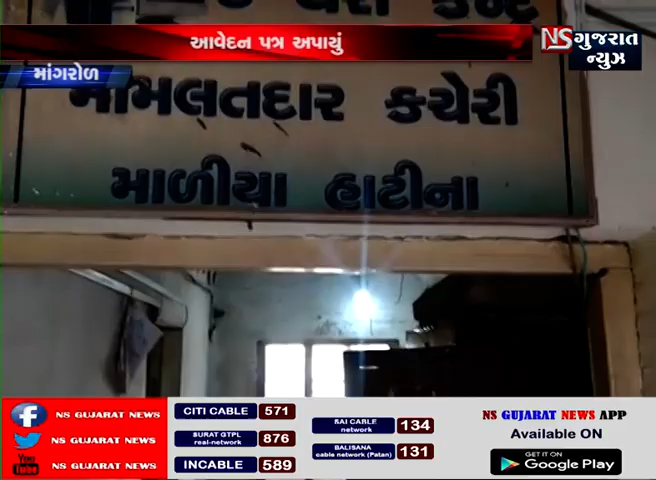 આવેદન પત્ર અપાયું
NS ગુજરાત
ન્યુઝ
માંગરોળ
મામલતદાર કચેરી
માળીયા હાટીના
NS GUJARAT NEWS
NS GUJARAT NEWS
You Tube NS GUJARAT NEWS
CITI CABLE 571
SURAT GTPL real-network 876
INCABLE 589
SAI CABLE network 134
BALISANA cable network (Patan) 131
NS GUJARAT NEWS APP
Available ON
GET IT ON
Google Play